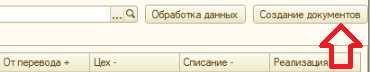 ... Обработка данных Создание документов
От перевода + Цех - Списание - Реализация